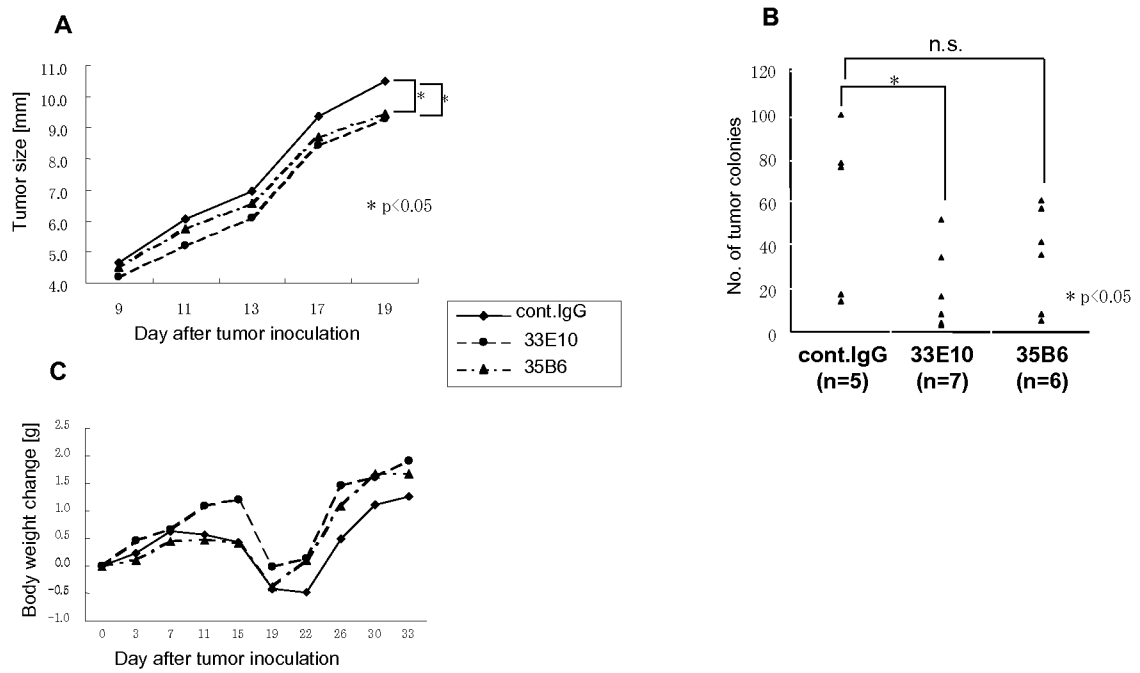 A
Tumor size [mm]
11.0
10.0
9.0
8.0
7.0
6.0
5.0
4.0
*
*
* p<0.05
9 11 13 17 19
Day after tumor inoculation
cont.IgG
33E10
35B6
B
n.s.
*
No. of tumor colonies
120
100
80
60
40
20
0
* p<0.05
cont.IgG 33E10 35B6
(n=5) (n=7) (n=6)
C
Body weight change [g]
2.5
2.0
1.5
1.0
0.5
0.0
-0.5
-1.0
0 3 7 11 15 19 22 26 30 33
Day after tumor inoculation